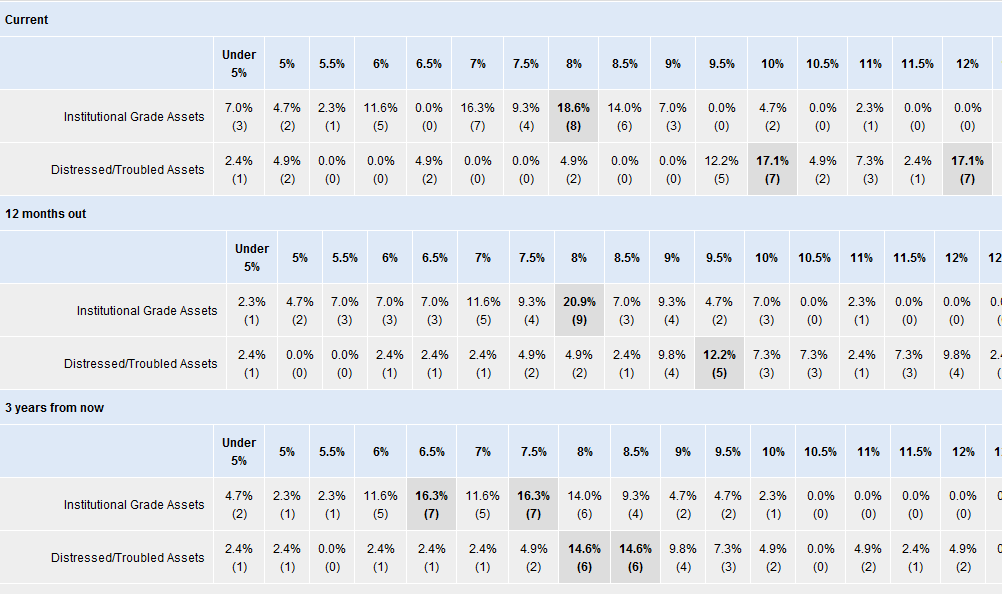 Current
Under 5% 5% 5.5% 6% 6.5% 7% 7.5% 8% 8.5% 9% 9.5% 10% 10.5% 11% 11.5% 12%
Institutional Grade Assets 7.0% 4.7% 2.3% 11.6% 0.0% 16.3% 9.3% 18.6% 14.0% 7.0% 0.0% 4.7% 0.0% 2.3% 0.0% 0.0%
(3) (2) (1) (5) (0) (7) (4) (8) (6) (3) (0) (2) (0) (1) (0) (0)
Distressed/Troubled Assets 2.4% 4.9% 0.0% 0.0% 4.9% 0.0% 0.0% 4.9% 0.0% 0.0% 12.2% 17.1% 4.9% 7.3% 2.4% 17.1%
(1) (2) (0) (0) (2) (0) (0) (2) (0) (0) (5) (7) (2) (3) (1) (7)
12 months out
Under 5% 5% 5.5% 6% 6.5% 7% 7.5% 8% 8.5% 9% 9.5% 10% 10.5% 11% 11.5% 12%
Institutional Grade Assets 2.3% 4.7% 7.0% 7.0% 7.0% 11.6% 9.3% 20.9% 7.0% 9.3% 4.7% 7.0% 0.0% 2.3% 0.0% 0.0%
(1) (2) (3) (3) (3) (5) (4) (9) (3) (4) (2) (3) (0) (1) (0) (0)
Distressed/Troubled Assets 2.4% 0.0% 0.0% 2.4% 2.4% 2.4% 4.9% 4.9% 2.4% 9.8% 12.2% 7.3% 7.3% 2.4% 7.3% 9.8%
(1) (0) (0) (1) (1) (1) (2) (2) (1) (4) (5) (3) (3) (1) (3) (4)
3 years from now
Under 5% 5% 5.5% 6% 6.5% 7% 7.5% 8% 8.5% 9% 9.5% 10% 10.5% 11% 11.5% 12%
Institutional Grade Assets 4.7% 2.3% 2.3% 11.6% 16.3% 11.6% 16.3% 14.0% 9.3% 4.7% 4.7% 2.3% 0.0% 0.0% 0.0% 0.0%
(2) (1) (1) (5) (7) (5) (7) (6) (4) (2) (2) (1) (0) (0) (0) (0)
Distressed/Troubled Assets 2.4% 2.4% 0.0% 2.4% 2.4% 2.4% 4.9% 14.6% 14.6% 9.8% 7.3% 4.9% 0.0% 4.9% 2.4% 4.9%
(1) (1) (0) (1) (1) (1) (2) (6) (6) (4) (3) (2) (0) (2) (1) (2)